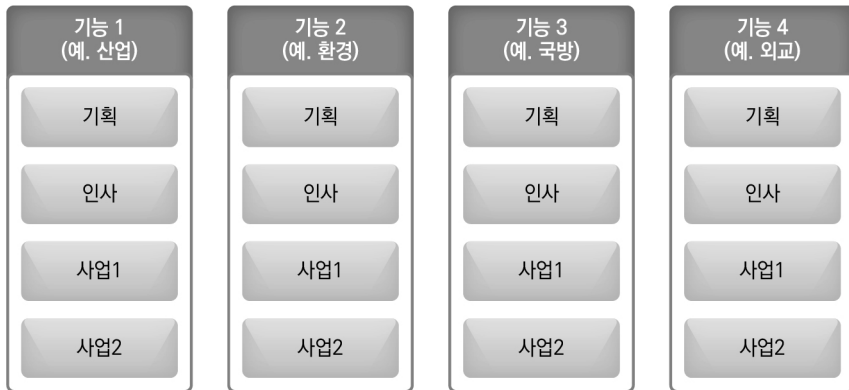 기능 1
(예. 산업)
기획
인사
사업1
사업2
기능 2
(예. 환경)
기획
인사
사업1
사업2
기능 3
(예. 국방)
기획
인사
사업1
사업2
기능 4
(예. 외교)
기획
인사
사업1
사업2